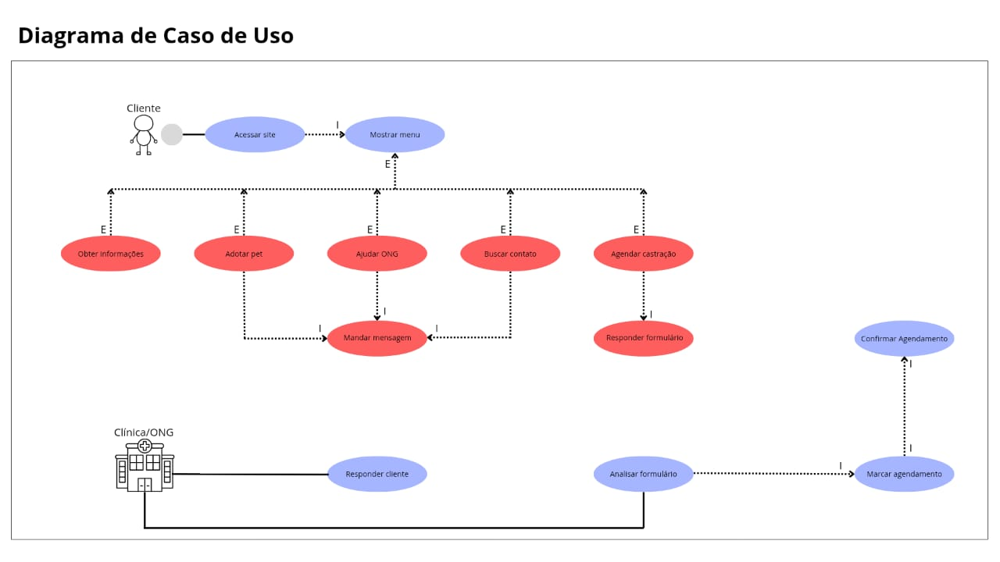 Diagrama de Caso de Uso
Cliente
Acessar site
I
Mostrar menu
E
E
E
E
E
E
Obter informações
Adotar pet
Ajudar ONG
Buscar contato
Agendar castração
I
I
I
I
Mandar mensagem
Responder formulário
Confirmar Agendamento
I
Clínica/ONG
I
I
Responder cliente
Analisar formulário
Marcar agendamento